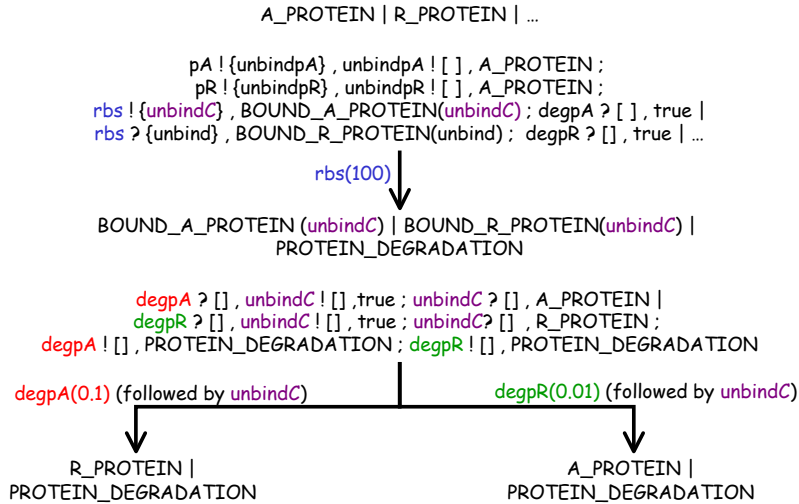 A_PROTEIN | R_PROTEIN | …
pA ! {unbindpA} , unbindpA ! [ ] , A_PROTEIN ;
pR ! {unbindpR} , unbindpR ! [ ] , A_PROTEIN ;
rbs ! {unbindC} , BOUND_A_PROTEIN(unbindC) ; degpA ? [ ] , true |
rbs ? {unbind} , BOUND_R_PROTEIN(unbind) ; degpR ? [] , true | …
rbs(100)
BOUND_A_PROTEIN (unbindC) | BOUND_R_PROTEIN(unbindC) |
PROTEIN_DEGRADATION
degpA ? [] , unbindC ! [] ,true ; unbindC ? [] , A_PROTEIN |
degpR ? [] , unbindC ! [] , true ; unbindC? [] , R_PROTEIN ;
degpA ! [] , PROTEIN_DEGRADATION ; degpR ! [] , PROTEIN_DEGRADATION
degpA(0.1) (followed by unbindC)
degpR(0.01) (followed by unbindC)
R_PROTEIN |
PROTEIN_DEGRADATION
A_PROTEIN |
PROTEIN_DEGRADATION